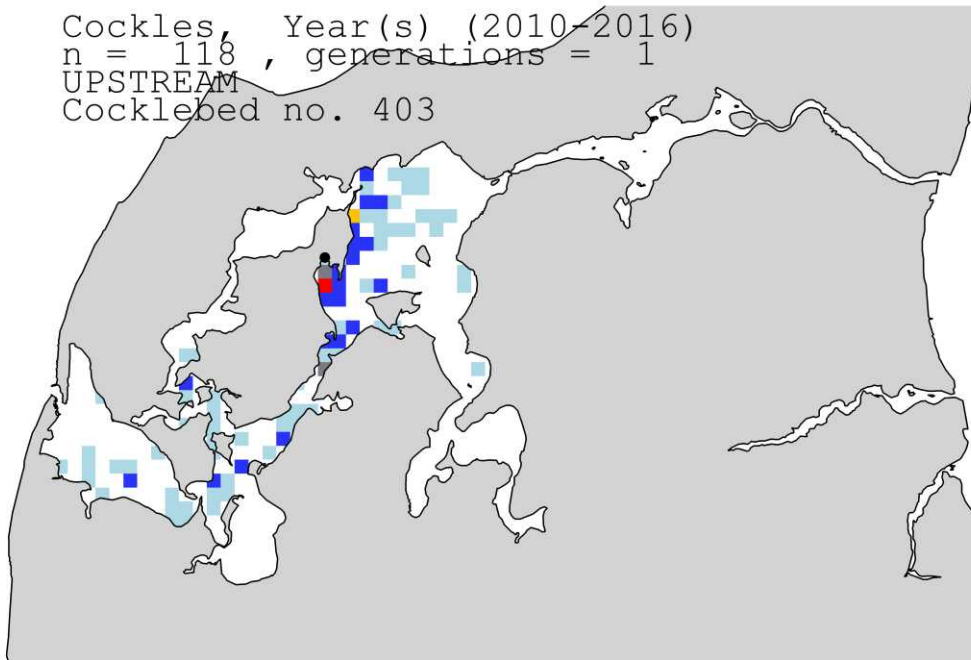 Cockles,  Year(s) (2010-2016)
n =  118 , generations =  1
UPSTREAM
Cocklebed no. 403